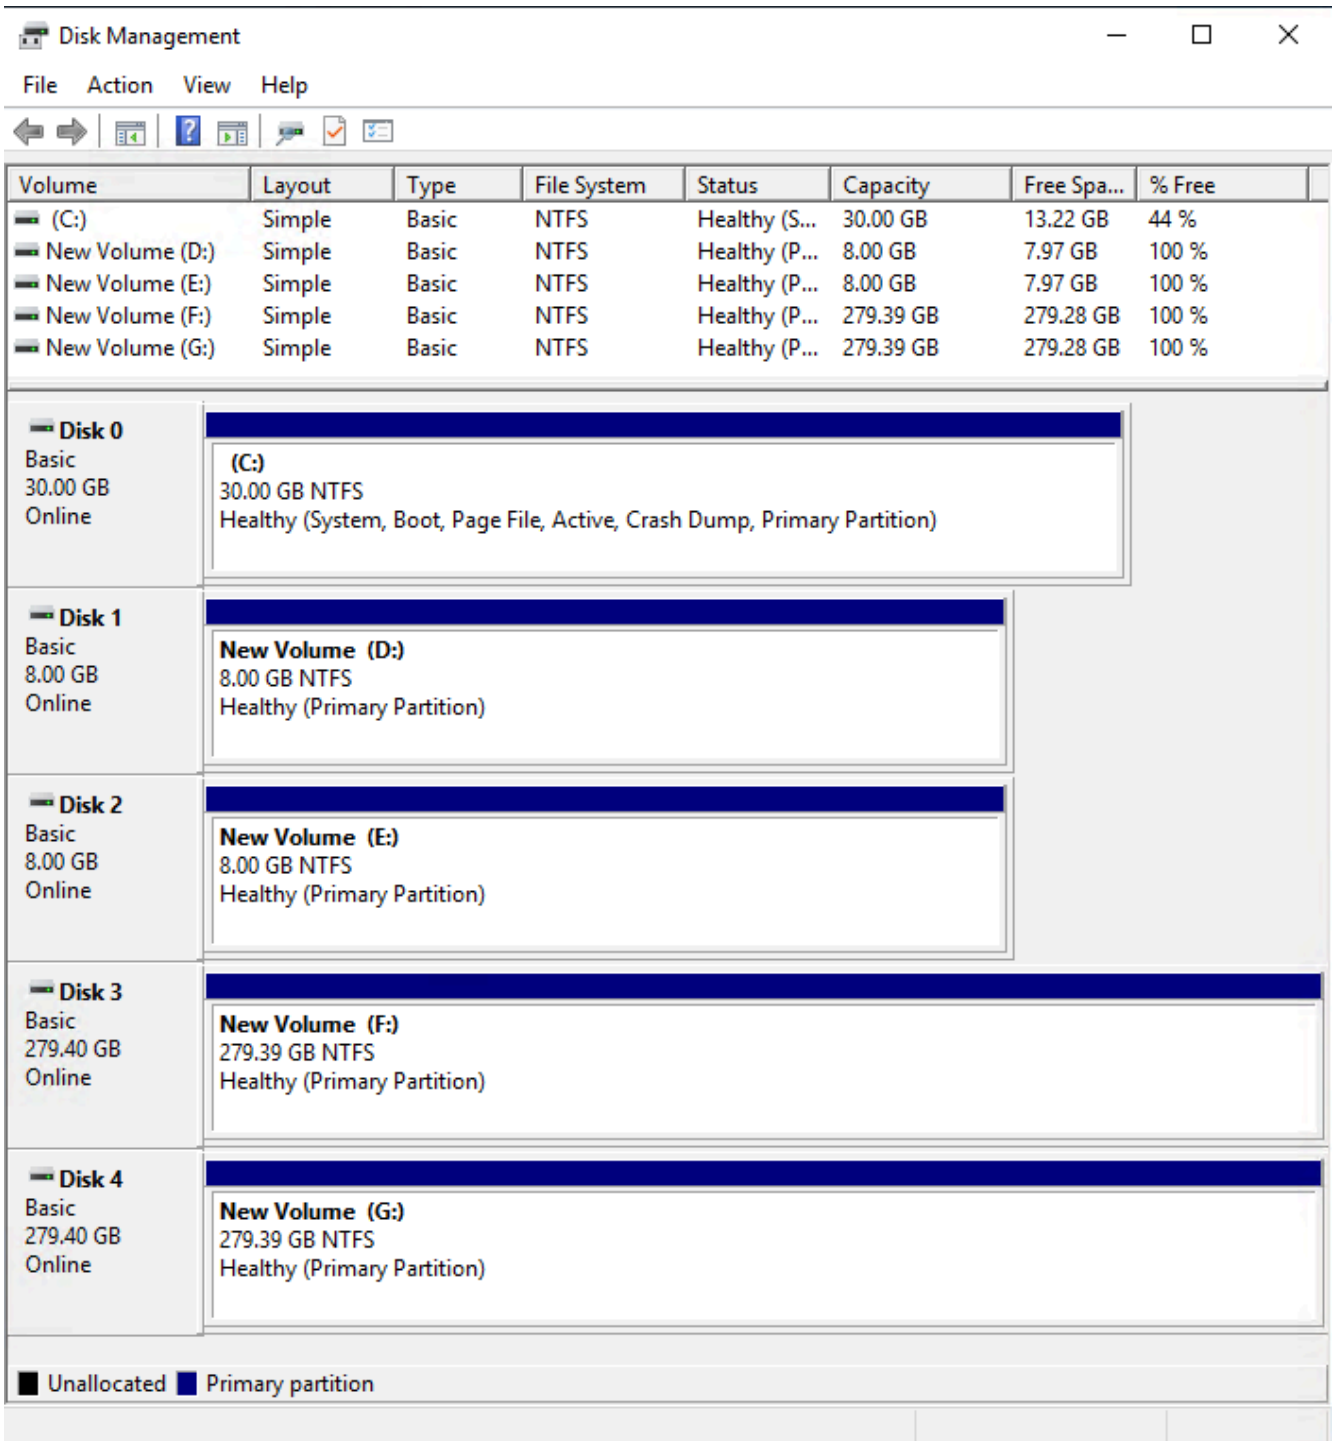 Disk Management
File Action View Help
Volume Layout Type File System Status Capacity Free Spa... % Free
(C:) Simple Basic NTFS Healthy (S... 30.00 GB 13.22 GB 44 %
New Volume (D:) Simple Basic NTFS Healthy (P... 8.00 GB 7.97 GB 100 %
New Volume (E:) Simple Basic NTFS Healthy (P... 8.00 GB 7.97 GB 100 %
New Volume (F:) Simple Basic NTFS Healthy (P... 279.39 GB 279.28 GB 100 %
New Volume (G:) Simple Basic NTFS Healthy (P... 279.39 GB 279.28 GB 100 %
Disk 0
Basic
30.00 GB
Online
(C:)
30.00 GB NTFS
Healthy (System, Boot, Page File, Active, Crash Dump, Primary Partition)
Disk 1
Basic
8.00 GB
Online
New Volume (D:)
8.00 GB NTFS
Healthy (Primary Partition)
Disk 2
Basic
8.00 GB
Online
New Volume (E:)
8.00 GB NTFS
Healthy (Primary Partition)
Disk 3
Basic
279.40 GB
Online
New Volume (F:)
279.39 GB NTFS
Healthy (Primary Partition)
Disk 4
Basic
279.40 GB
Online
New Volume (G:)
279.39 GB NTFS
Healthy (Primary Partition)
Unallocated Primary partition